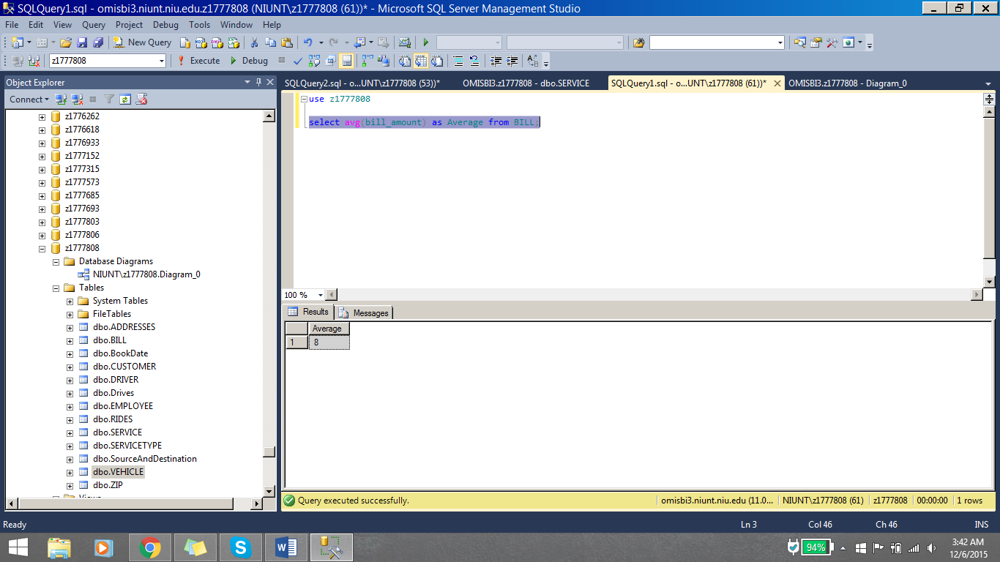 SQLQuery1.sql - omisbi3.niunt.niu.edu.z1777808 (NIUNT\z1777808 (61))* - Microsoft SQL Server Management Studio
File Edit View Query Project Debug Tools Window Help
New Query
z1777808 Execute Debug
Object Explorer
Connect
z1776262
z1776618
z1776933
z1777152
z1777315
z1777573
z1777685
z1777693
z1777803
z1777806
z1777808
Database Diagrams
NIUNT\z1777808.Diagram_0
Tables
System Tables
FileTables
dbo.ADDRESSES
dbo.BILL
dbo.BookDate
dbo.CUSTOMER
dbo.DRIVER
dbo.Drives
dbo.EMPLOYEE
dbo.RIDES
dbo.SERVICE
dbo.SERVICETYPE
dbo.SourceAndDestination
dbo.VEHICLE
dbo.ZIP
Views
SQLQuery2.sql - o...UNT\z1777808 (53))* OMISBI3.z1777808 - dbo.SERVICE SQLQuery1.sql - o...UNT\z1777808 (61))* OMISBI3.z1777808 - Diagram_0
use z1777808
select avg(bill_amount) as Average from BILL;
100 %
Results Messages
Average
1 8
Query executed successfully. omisbi3.niunt.niu.edu (11.0... NIUNT\z1777808 (61) z1777808 00:00:00 1 rows
Ready Ln 3 Col 46 Ch 46 INS
94% 3:42 AM
12/6/2015